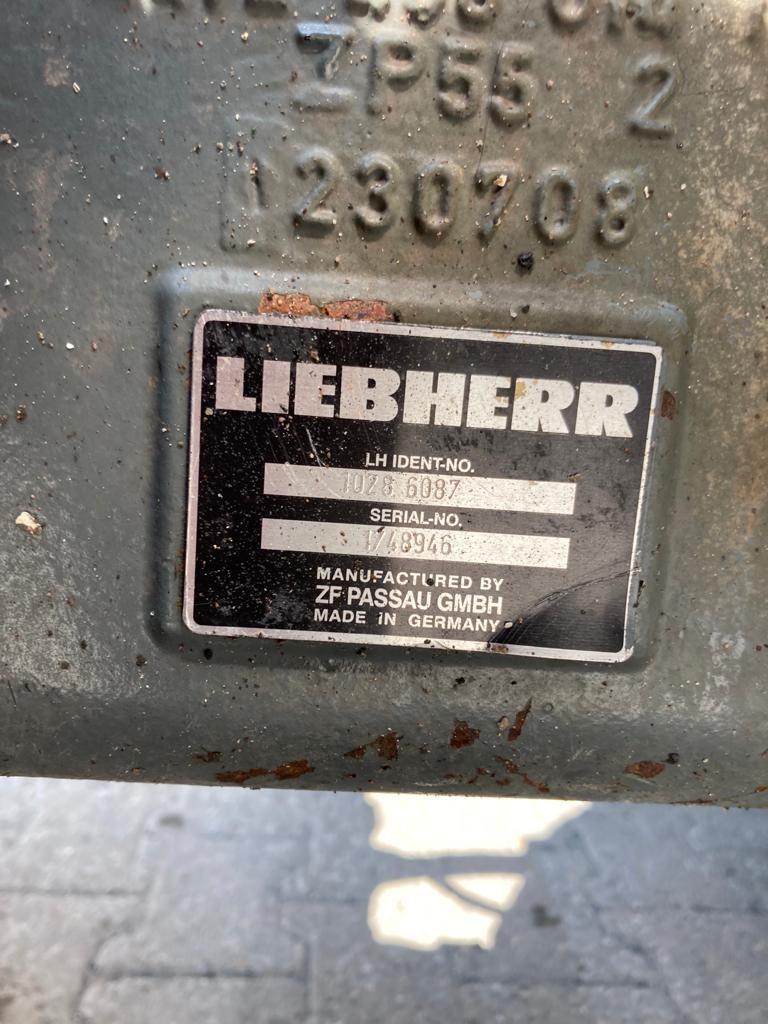 ZP55 2
1230708
LIEBHERR
LH IDENT-NO.
1028 6087
SERIAL-NO.
1/48946
MANUFACTURED BY
ZF PASSAU GMBH
MADE IN GERMANY